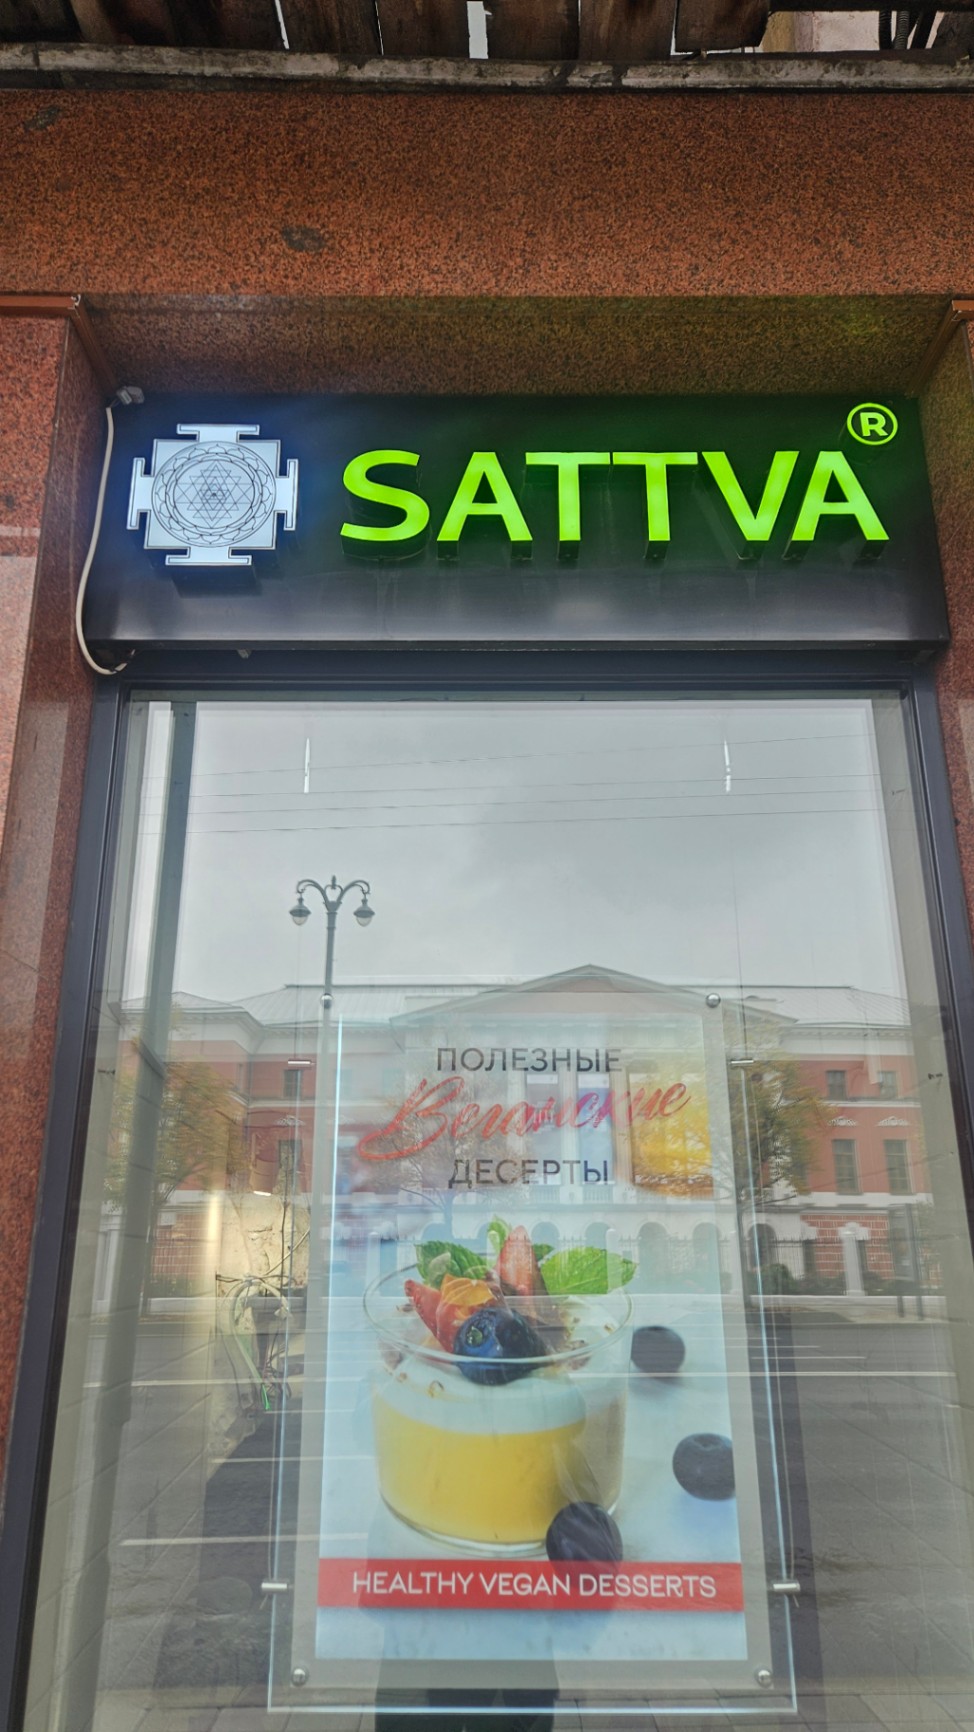 SATTVA®
ПОЛЕЗНЫЕ
Веганские
ДЕСЕРТЫ
HEALTHY VEGAN DESSERTS